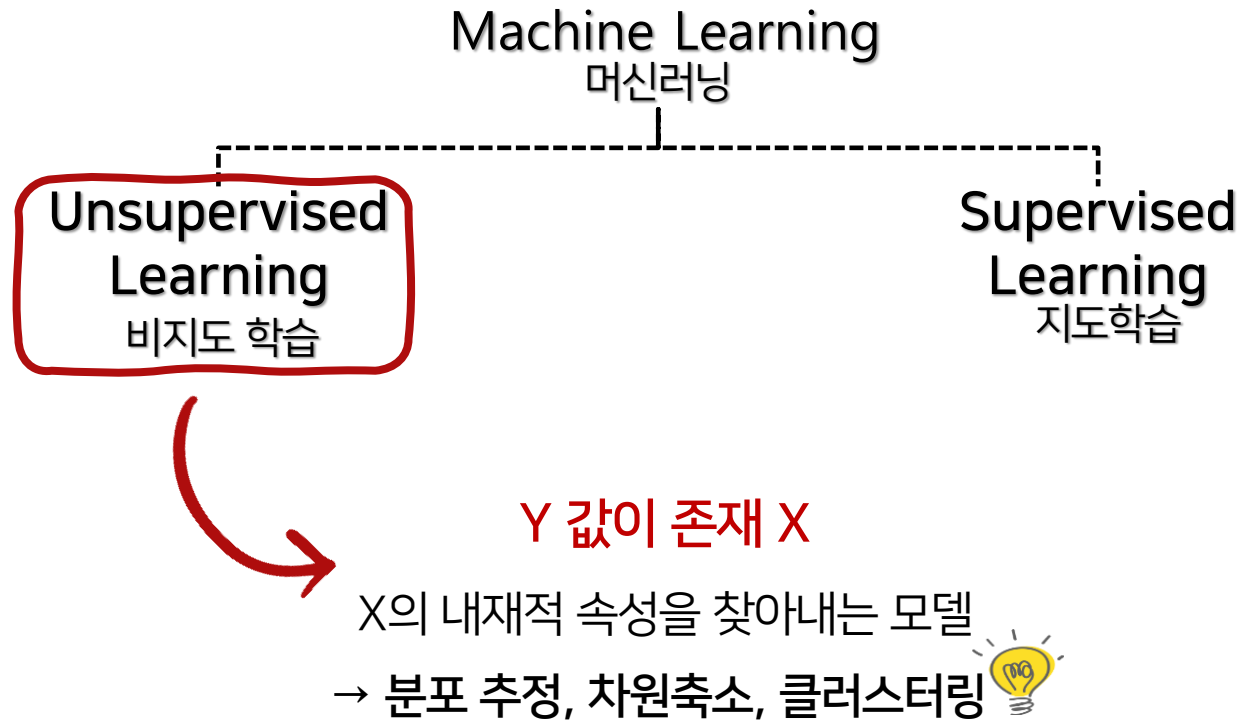 Machine Learning
머신러닝
Unsupervised
Learning
비지도 학습
Supervised
Learning
지도학습
Y 값이 존재 X
X의 내재적 속성을 찾아내는 모델
→ 분포 추정, 차원축소, 클러스터링